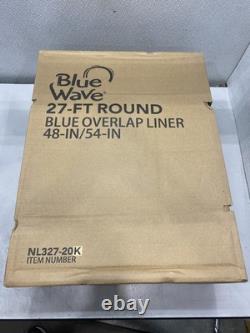 Blue
Wave®
27-FT ROUND
BLUE OVERLAP LINER
48-IN/54-IN
NL327-20K
ITEM NUMBER